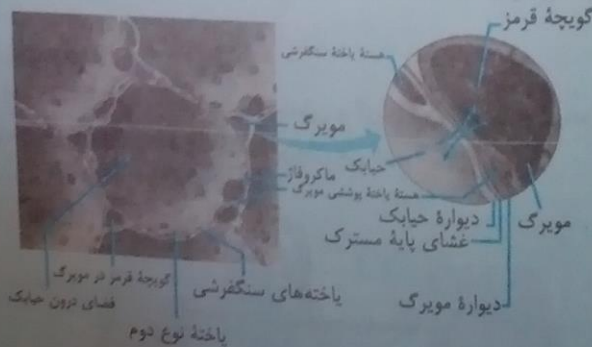 گویچهٔ قرمز
هستهٔ یاختهٔ سنگفرشی
مویرگ
حبابک
ماکروفاژ
هستهٔ یاختهٔ پوششی مویرگ
دیوارهٔ حبابک
مویرگ
غشای پایهٔ مسترک
دیوارهٔ مویرگ
یاخته‌های سنگفرشی
گویچهٔ قرمز در مویرگ
فضای درون حبابک
یاختهٔ نوع دوم